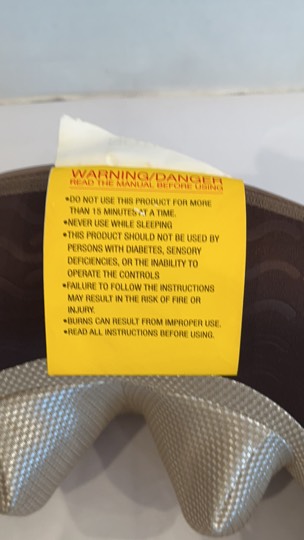 WARNING/DANGER
READ THE MANUAL BEFORE USING
•DO NOT USE THIS PRODUCT FOR MORE
THAN 15 MINUTES AT A TIME.
•NEVER USE WHILE SLEEPING
•THIS PRODUCT SHOULD NOT BE USED BY
PERSONS WITH DIABETES, SENSORY
DEFICIENCIES, OR THE INABILITY TO
OPERATE THE CONTROLS
•FAILURE TO FOLLOW THE INSTRUCTIONS
MAY RESULT IN THE RISK OF FIRE OR
INJURY.
•BURNS CAN RESULT FROM IMPROPER USE.
•READ ALL INSTRUCTIONS BEFORE USING.